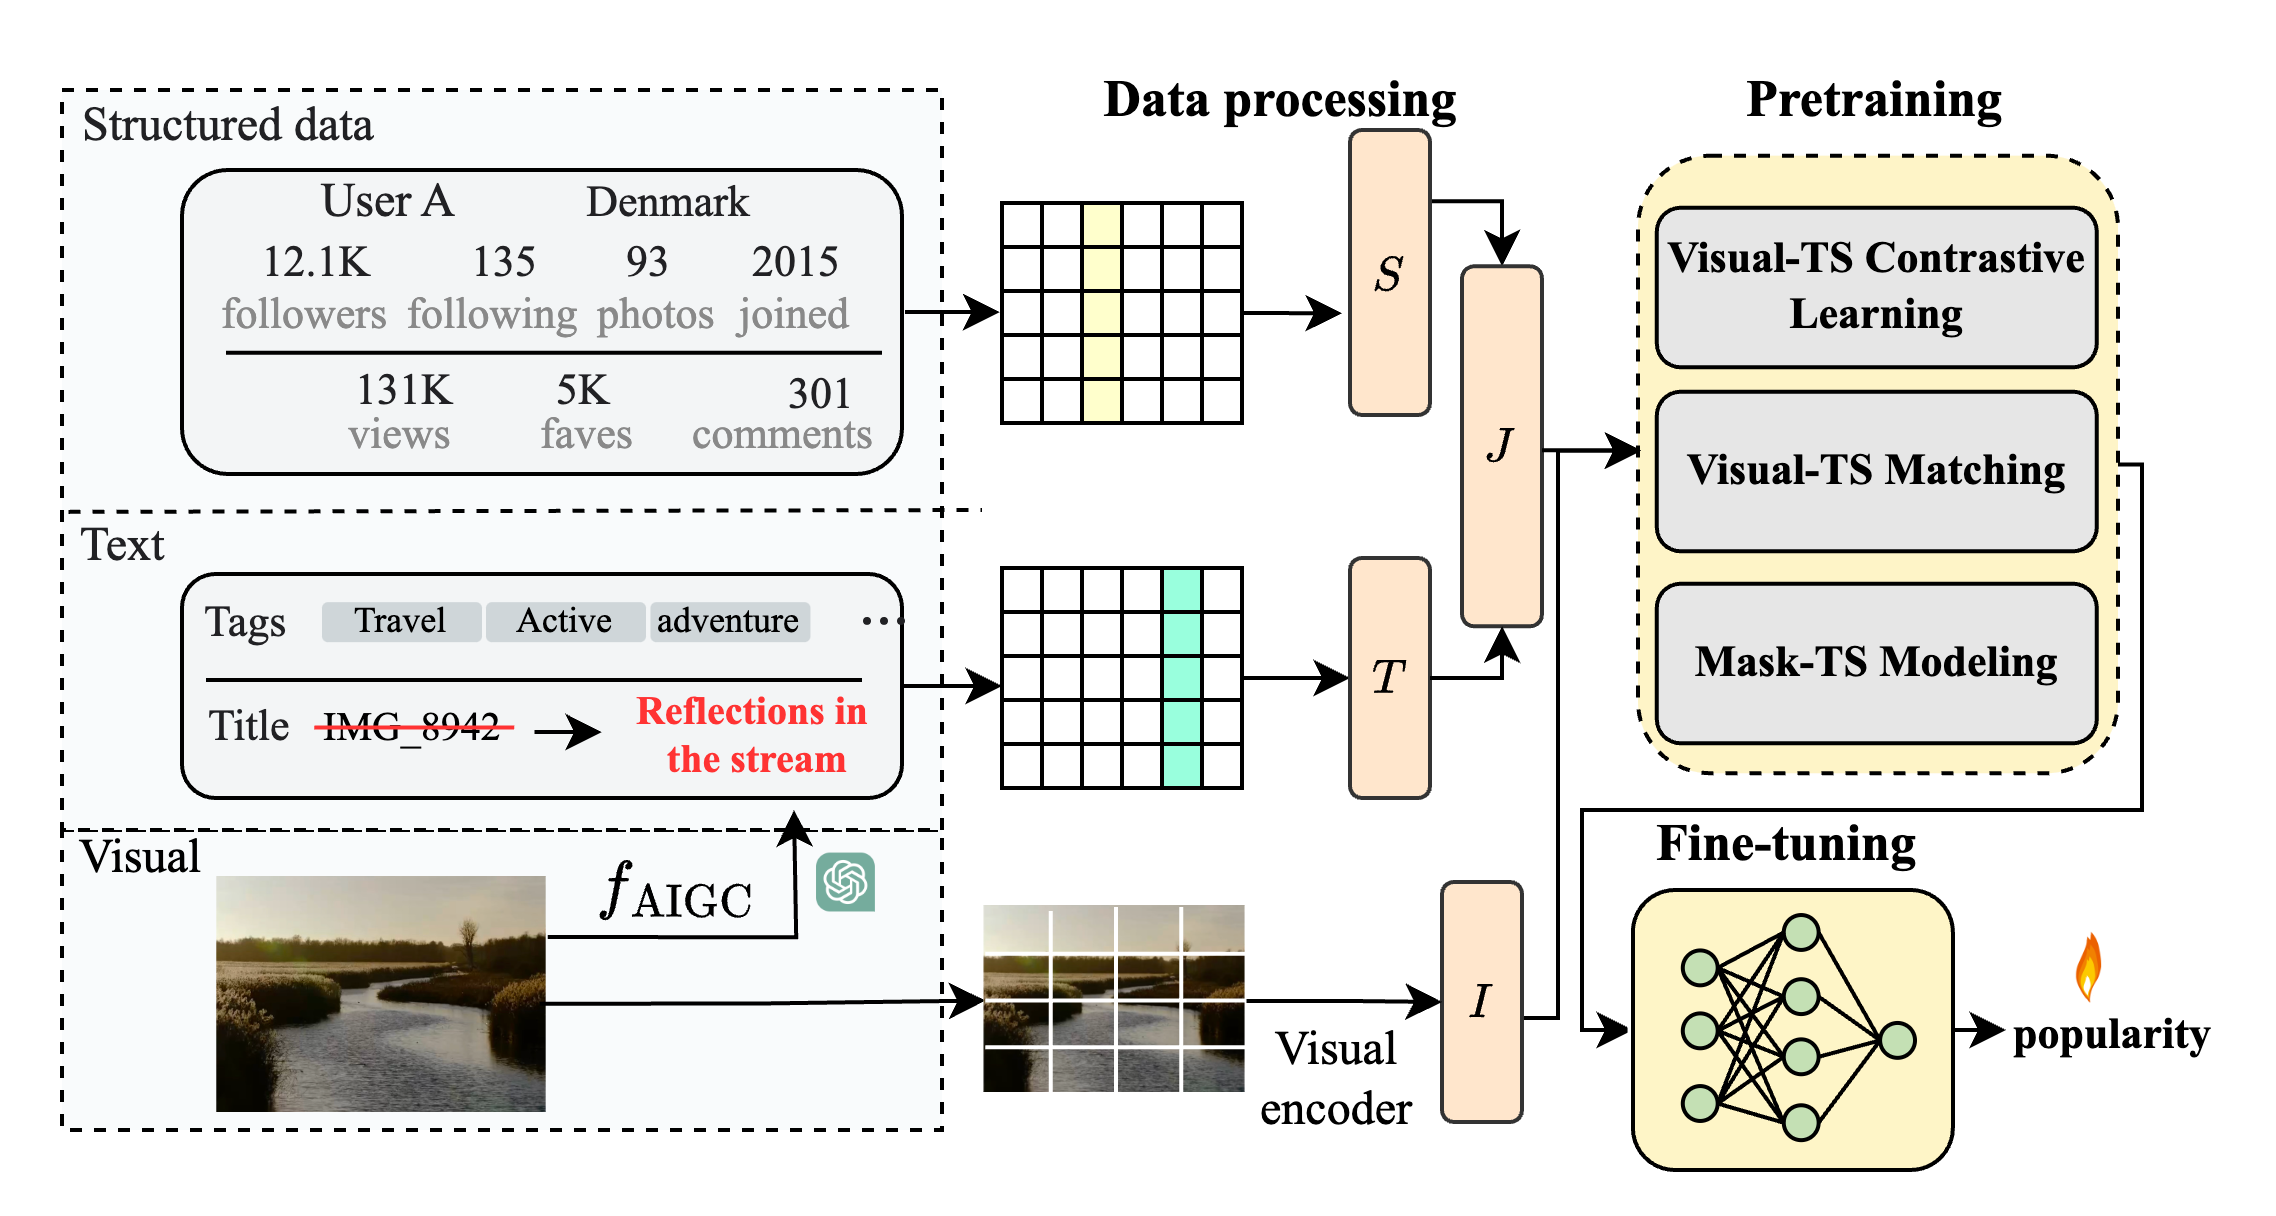 Structured data
User A Denmark
12.1K 135 93 2015
followers following photos joined
131K 5K 301
views faves comments
Text
Tags Travel Active adventure ...
Title IMG_8942 Reflections in
the stream
Visual
f AIGC
Data processing
S
J
T
I
Visual
encoder
Pretraining
Visual-TS Contrastive
Learning
Visual-TS Matching
Mask-TS Modeling
Fine-tuning
popularity